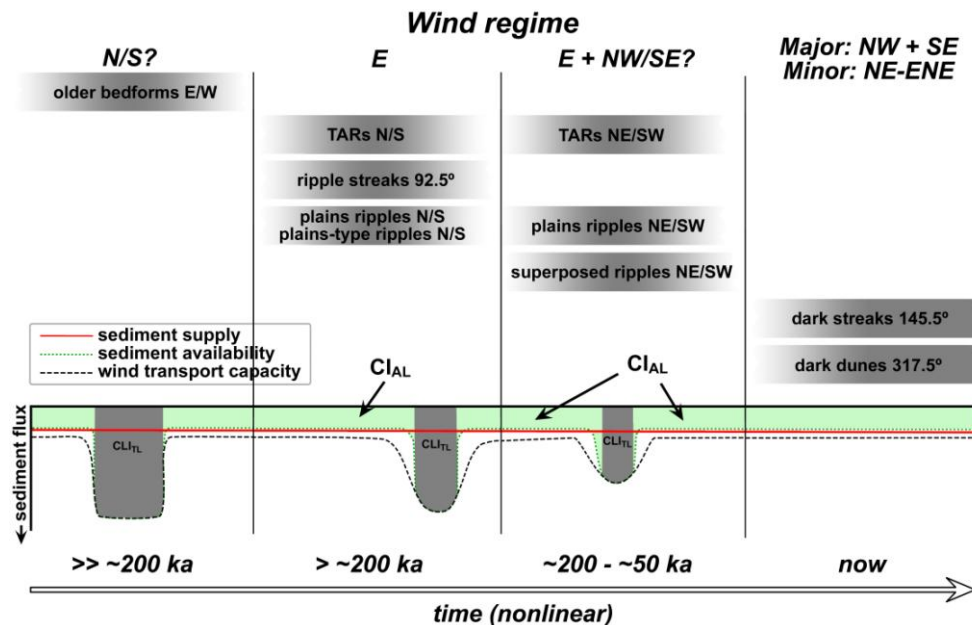 Wind regime
N/S?
E
E + NW/SE?
Major: NW + SE
Minor: NE-ENE
older bedforms E/W
TARs N/S
TARs NE/SW
ripple streaks 92.5º
plains ripples N/S
plains-type ripples N/S
plains ripples NE/SW
superposed ripples NE/SW
dark streaks 145.5º
dark dunes 317.5º
sediment supply
sediment availability
wind transport capacity
CIAL
CIAL
CLITL
CLITL
CLITL
sediment flux
>> ~200 ka
> ~200 ka
~200 - ~50 ka
now
time (nonlinear)